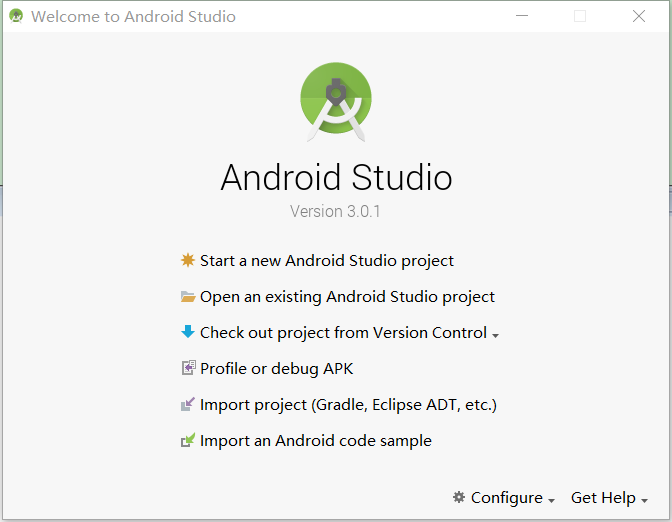 Welcome to Android Studio
Android Studio
Version 3.0.1
Start a new Android Studio project
Open an existing Android Studio project
Check out project from Version Control
Profile or debug APK
Import project (Gradle, Eclipse ADT, etc.)
Import an Android code sample
Configure Get Help